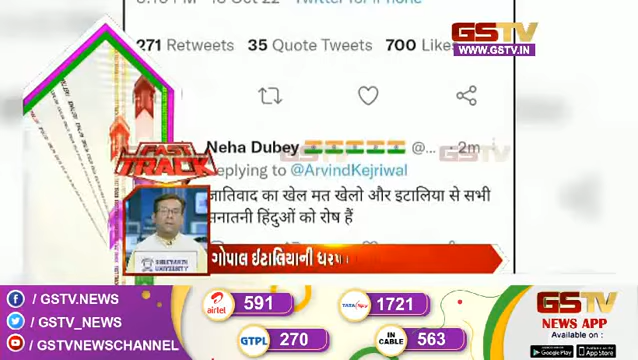 271 Retweets 35 Quote Tweets 700 Likes
GSTV
WWW.GSTV.IN
Neha Dubey @... · 2m
Replying to @ArvindKejriwal
जातिवाद का खेल मत खेलो और इटालिया से सभी
सनातनी हिंदुओं को रोष हैं
FAST
TRACK
UNIVERSITY
ગોપાલ ઇટાલિયાની ધરપ
/ GSTV.NEWS
/ GSTV_NEWS
/ GSTVNEWSCHANNEL
airtel 591
TATA Play 1721
GTPL 270
IN CABLE 563
GSTV
NEWS APP
Available on :
Google Play App Store